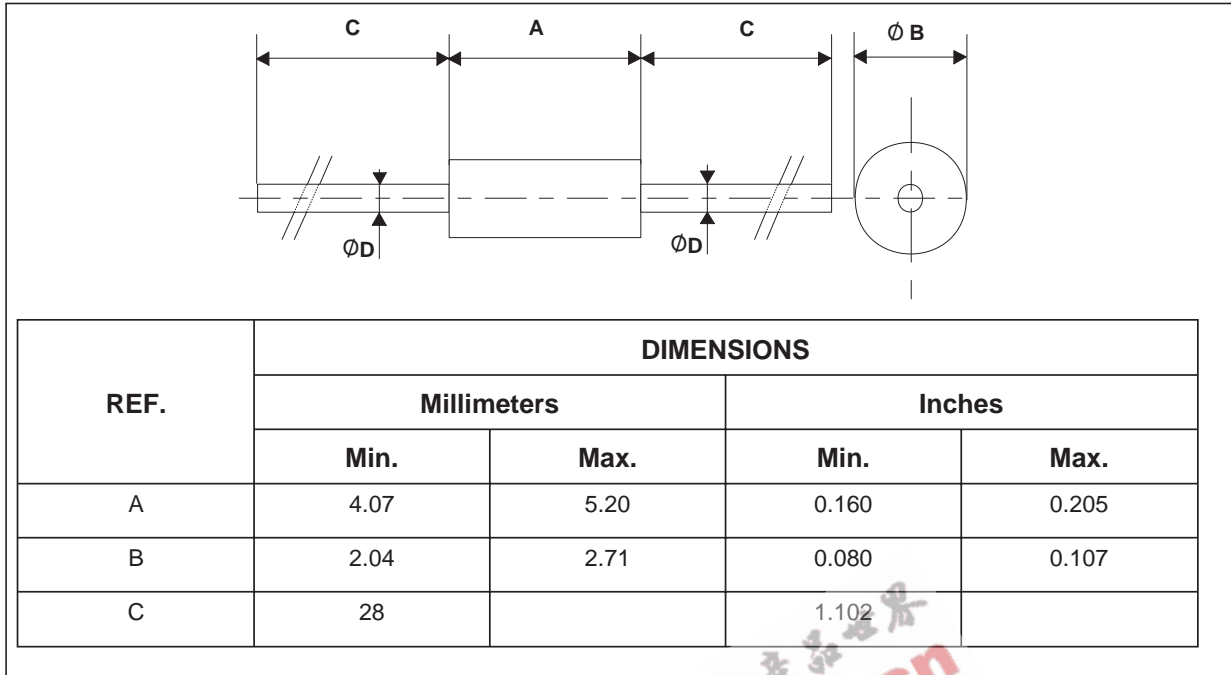 C A C ∅ B
∅D ∅D
REF. DIMENSIONS
Millimeters Inches
Min. Max. Min. Max.
A 4.07 5.20 0.160 0.205
B 2.04 2.71 0.080 0.107
C 28 1.102